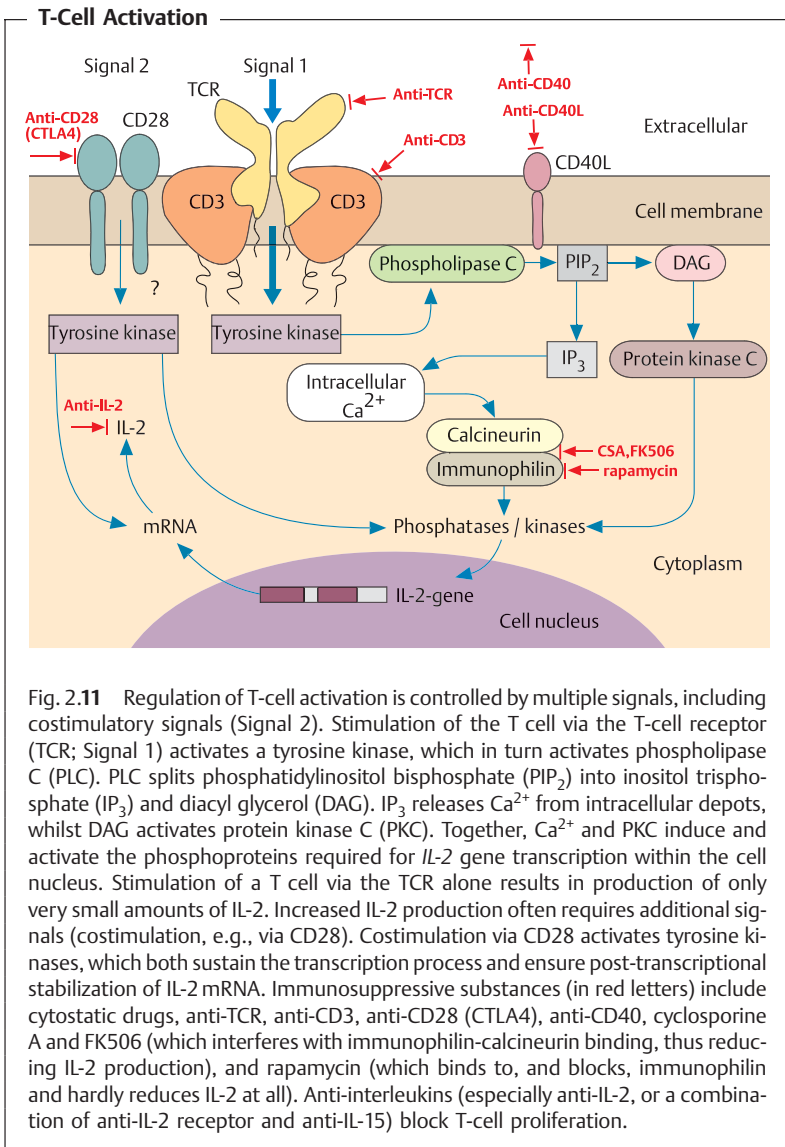 T-Cell Activation
Signal 2
Signal 1
TCR
Anti-CD28
(CTLA4)
CD28
Anti-TCR
Anti-CD3
Anti-CD40
Anti-CD40L
Extracellular
CD40L
CD3
CD3
Cell membrane
Phospholipase C
PIP2
DAG
?
Tyrosine kinase
Tyrosine kinase
IP3
Protein kinase C
Intracellular
Ca2+
Anti-IL-2
IL-2
Calcineurin
Immunophilin
CSA,FK506
rapamycin
mRNA
Phosphatases / kinases
Cytoplasm
IL-2-gene
Cell nucleus
Fig. 2.11 Regulation of T-cell activation is controlled by multiple signals, including
costimulatory signals (Signal 2). Stimulation of the T cell via the T-cell receptor
(TCR; Signal 1) activates a tyrosine kinase, which in turn activates phospholipase
C (PLC). PLC splits phosphatidylinositol bisphosphate (PIP2) into inositol trispho-
sphate (IP3) and diacyl glycerol (DAG). IP3 releases Ca2+ from intracellular depots,
whilst DAG activates protein kinase C (PKC). Together, Ca2+ and PKC induce and
activate the phosphoproteins required for IL-2 gene transcription within the cell
nucleus. Stimulation of a T cell via the TCR alone results in production of only
very small amounts of IL-2. Increased IL-2 production often requires additional sig-
nals (costimulation, e.g., via CD28). Costimulation via CD28 activates tyrosine ki-
nases, which both sustain the transcription process and ensure post-transcriptional
stabilization of IL-2 mRNA. Immunosuppressive substances (in red letters) include
cytostatic drugs, anti-TCR, anti-CD3, anti-CD28 (CTLA4), anti-CD40, cyclosporine
A and FK506 (which interferes with immunophilin-calcineurin binding, thus reduc-
ing IL-2 production), and rapamycin (which binds to, and blocks, immunophilin
and hardly reduces IL-2 at all). Anti-interleukins (especially anti-IL-2, or a combina-
tion of anti-IL-2 receptor and anti-IL-15) block T-cell proliferation.